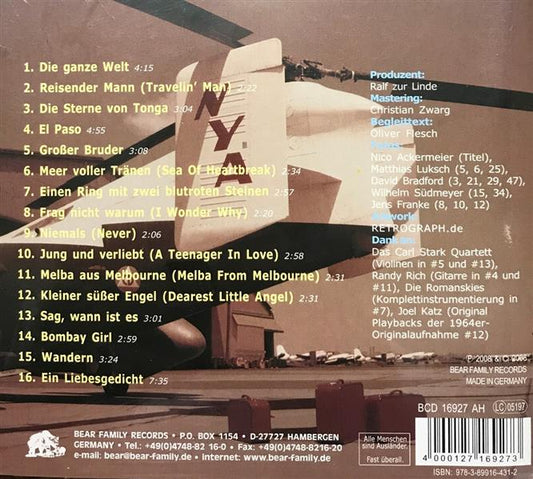 1. Die ganze Welt 4:15
2. Reisender Mann (Travelin' Man) 2:22
3. Die Sterne von Tonga 3:04
4. El Paso 4:55
5. Großer Bruder 3:08
6. Meer voller Tränen (Sea Of Heartbreak) 2:34
7. Einen Ring mit zwei blutroten Steinen 2:57
8. Frag nicht warum (I Wonder Why) 2:20
9. Niemals (Never) 2:06
10. Jung und verliebt (A Teenager In Love) 2:58
11. Melba aus Melbourne (Melba From Melbourne) 2:31
12. Kleiner süßer Engel (Dearest Little Angel) 2:31
13. Sag, wann ist es 3:01
14. Bombay Girl 2:59
15. Wandern 3:24
16. Ein Liebesgedicht 7:35
NYA
Produzent:
Ralf zur Linde
Mastering:
Christian Zwarg
Begleittext:
Oliver Flesch
Fotos:
Nico Ackermeier (Titel),
Matthias Luksch (5, 6, 25),
David Bradford (3, 21, 29, 47),
Wilhelm Südmeyer (15, 34),
Jens Franke (8, 10, 12)
Artwork:
RETROGRAPH.de
Dank an:
Das Carl Stark Quartett
(Violinen in #5 und #13),
Randy Rich (Gitarre in #4 und
#11), Die Romanskies
(Komplettinstrumentierung in
#7), Joel Katz (Original
Playbacks der 1964er-
Originalaufnahme #12)
BEAR FAMILY RECORDS
MADE IN GERMANY
BCD 16927 AH LC 05197
4 000127 169273
ISBN: 978-3-89916-431-2
BEAR FAMILY RECORDS • P.O. BOX 1154 • D-27727 HAMBERGEN
GERMANY • Tel.: +49(0)4748-82 16-0 • Fax: +49(0)4748-8216-20
e-mail: bear@bear-family.de • Internet: www.bear-family.de
Alle Menschen
sind Ausländer.
Fast überall.